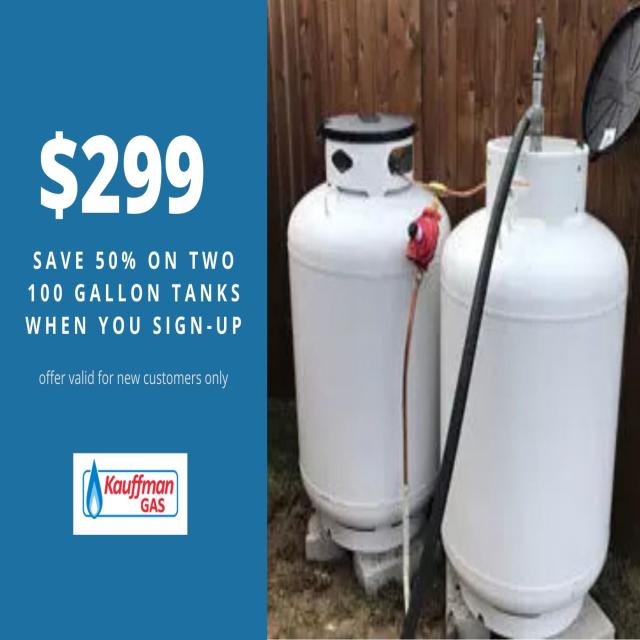 $299
SAVE 50% ON TWO
100 GALLON TANKS
WHEN YOU SIGN-UP
offer valid for new customers only
Kauffman
GAS